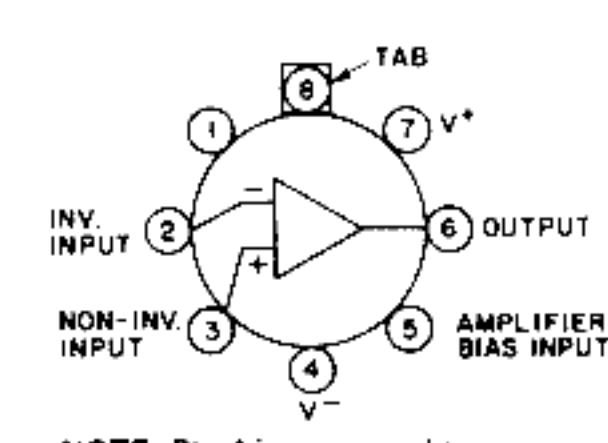 TAB
8
1
7
V+
−
INV.
INPUT
2
6
OUTPUT
+
NON-INV.
INPUT
3
5
AMPLIFIER
BIAS INPUT
4
V−